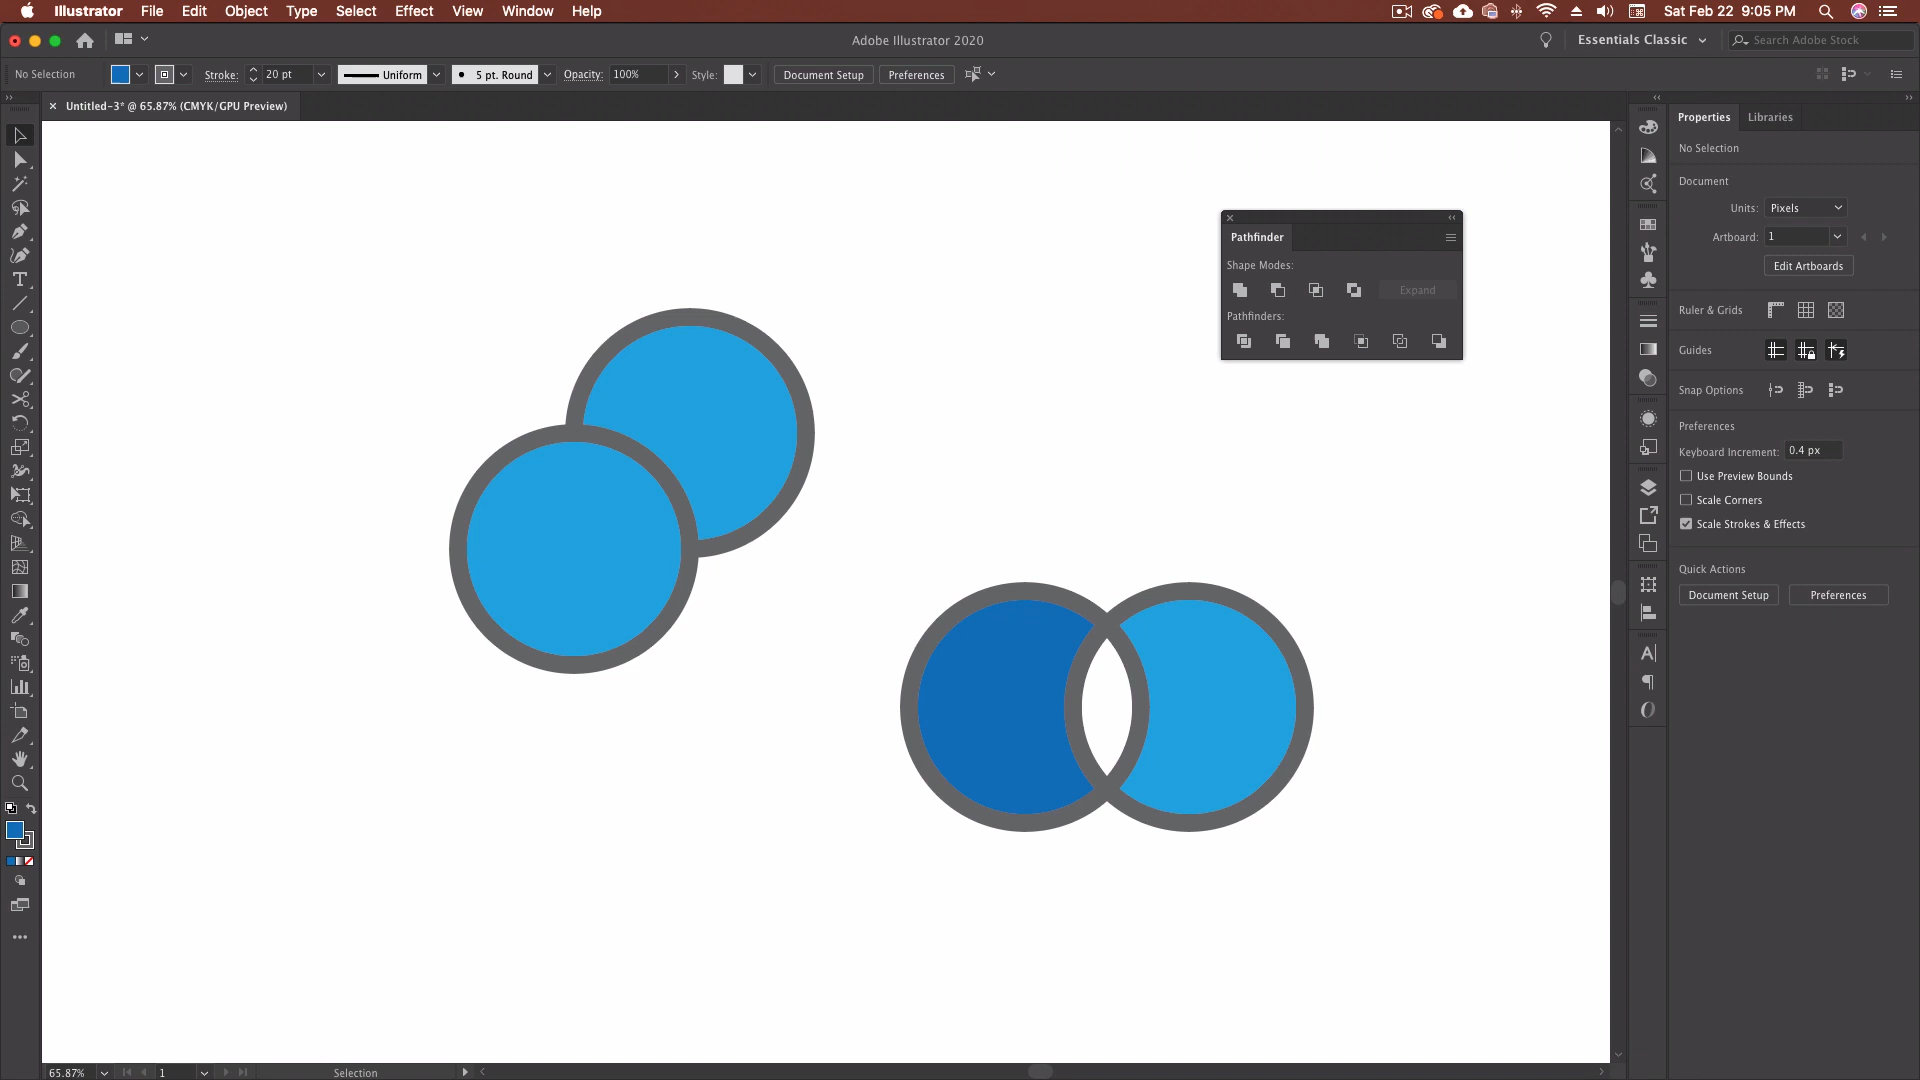 Illustrator File Edit Object Type Select Effect View Window Help Sat Feb 22 9:05 PM
Adobe Illustrator 2020 Essentials Classic Search Adobe Stock
No Selection Stroke: 20 pt Uniform 5 pt. Round Opacity: 100% Style: Document Setup Preferences
Untitled-3* @ 65.87% (CMYK/GPU Preview)
Properties Libraries
No Selection
Document
Units: Pixels
Artboard: 1
Edit Artboards
Ruler & Grids
Guides
Snap Options
Preferences
Keyboard Increment: 0.4 px
Use Preview Bounds
Scale Corners
Scale Strokes & Effects
Quick Actions
Document Setup Preferences
Pathfinder
Shape Modes:
Expand
Pathfinders:
65.87% 1 Selection